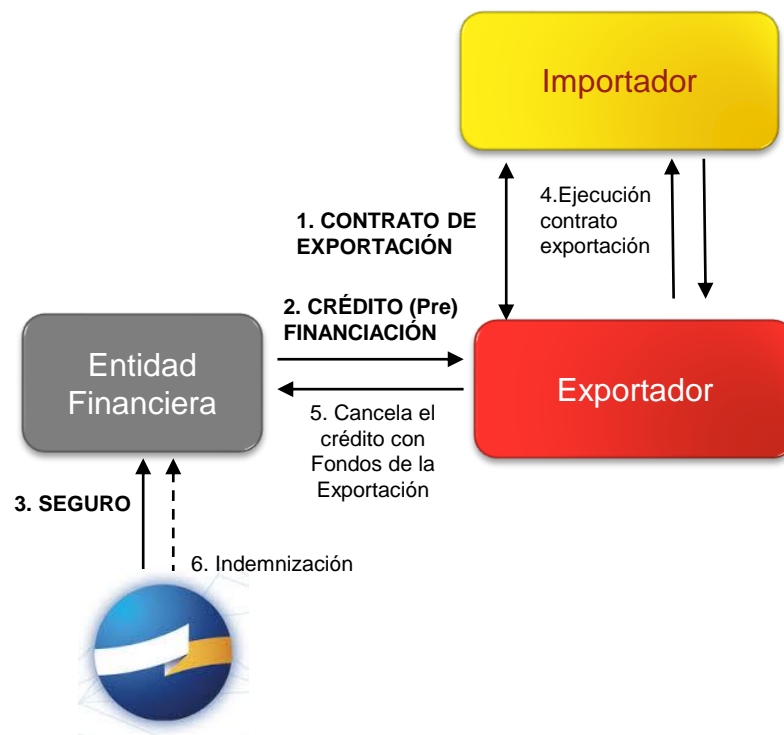 Importador
1. CONTRATO DE
EXPORTACIÓN
4.Ejecución
contrato
exportación
2. CRÉDITO (Pre)
FINANCIACIÓN
Entidad
Financiera
Exportador
5. Cancela el
crédito con
Fondos de la
Exportación
3. SEGURO
6. Indemnización